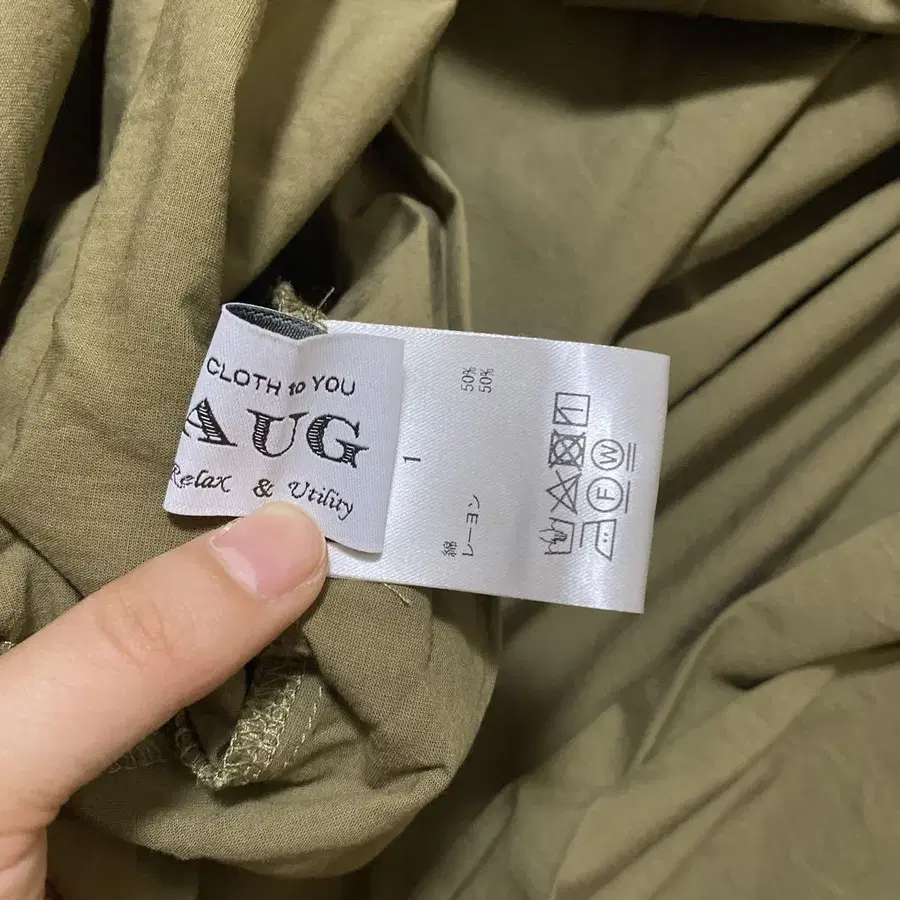 CLOTH to YOU
AUG
Relax & Utility
1
綿 50%
レーヨン 50%
W
F